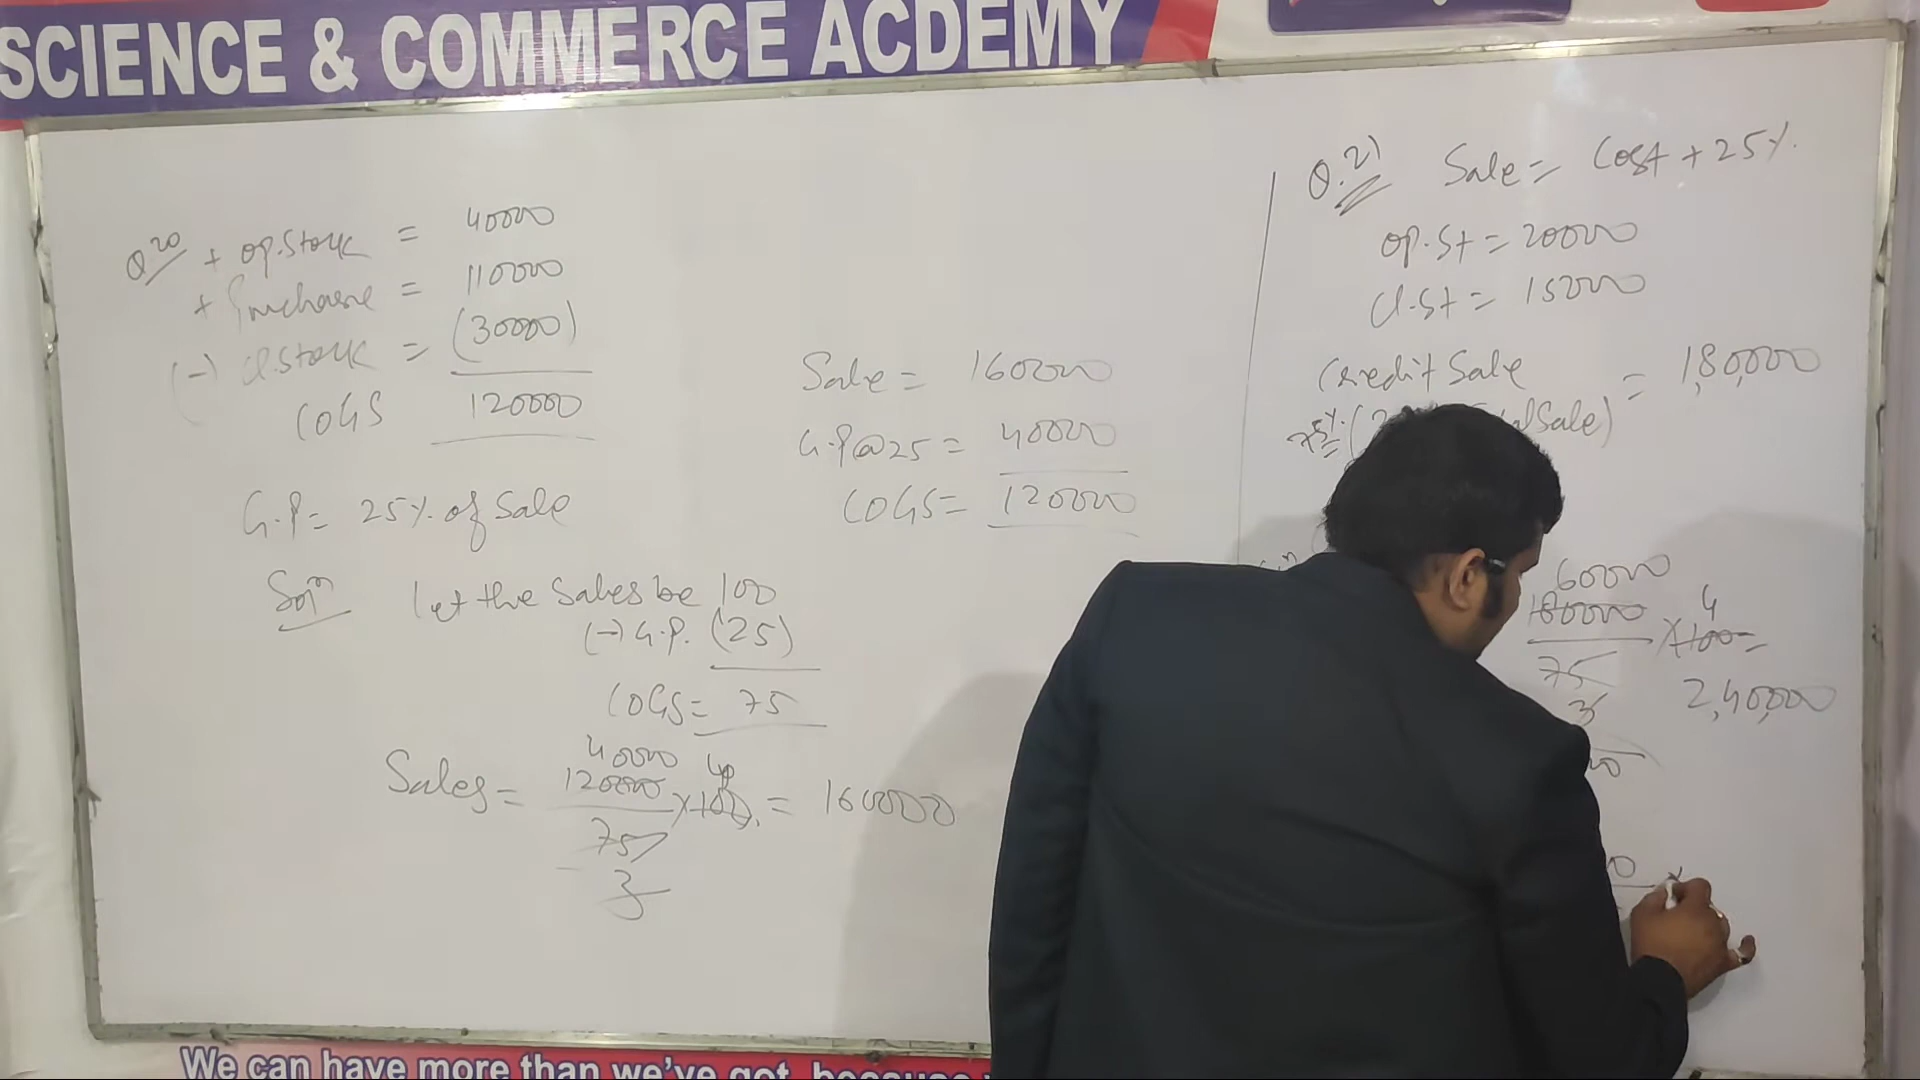 SCIENCE & COMMERCE ACDEMY
Q 20 + op.stock = 40000
+ Purchase = 110000
(-) cl.stock = (30000)
COGS 120000
G.P = 25% of Sale
Soln let the Sales be 100
(-) G.P. (25)
COGS = 75
Sales = 120000/75 × 100 = 160000
40000 4
3
Sale = 160000
G.P@25 = 40000
COGS = 120000
Q.21 Sale = Cost + 25%.
op.St = 20000
Cl.St = 15000
Credit Sale = 1,80,000
75% ( Sale)
60000
180000/75 × 100 =
4
3
2,40,000
We can have more than we've got, because